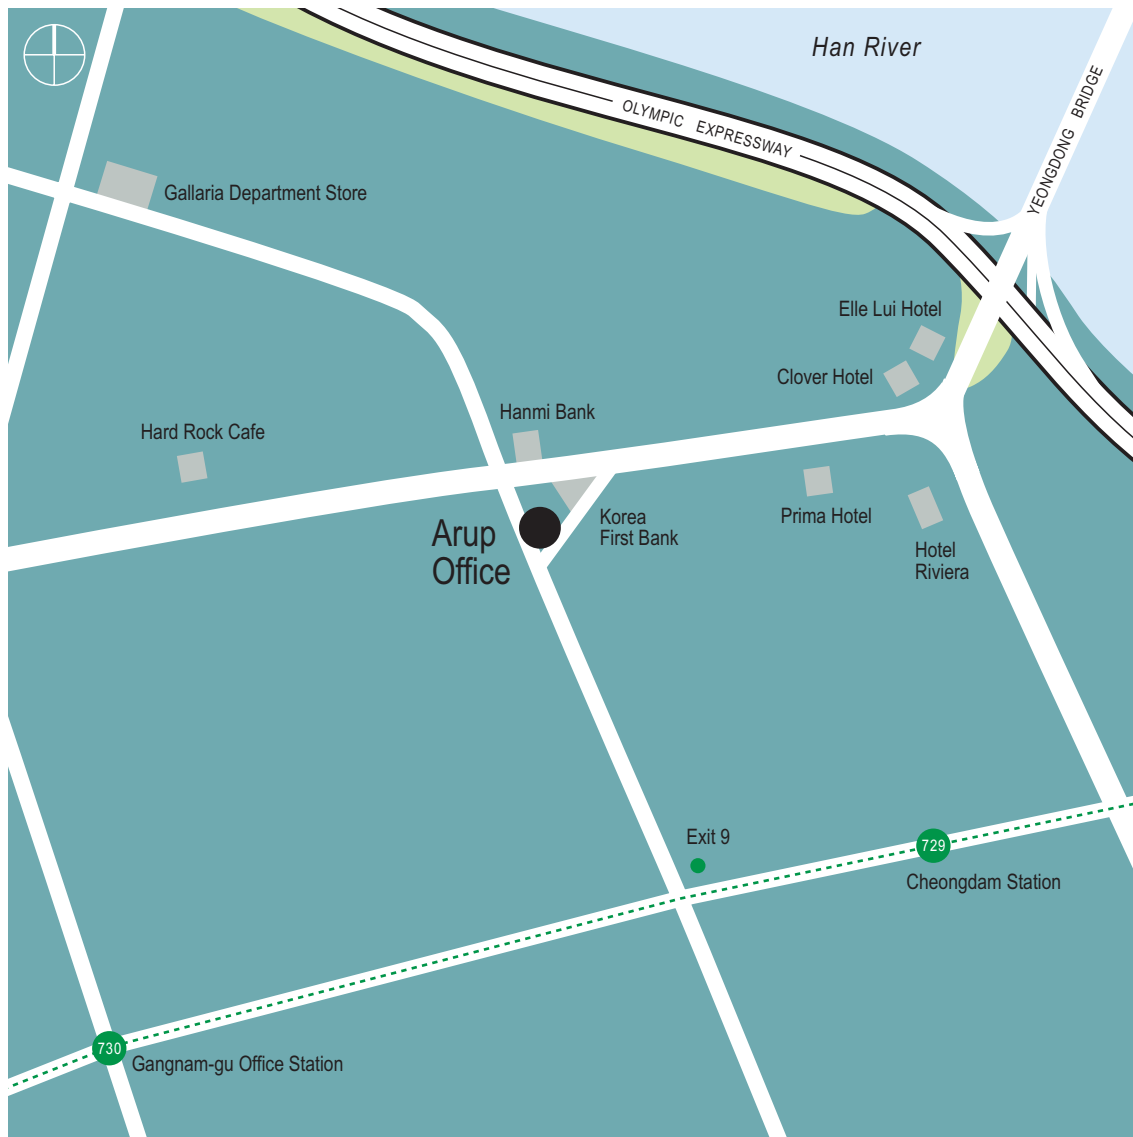 Han River
OLYMPIC EXPRESSWAY
YEONGDONG BRIDGE
Gallaria Department Store
Elle Lui Hotel
Clover Hotel
Hanmi Bank
Hard Rock Cafe
Arup
Office
Korea
First Bank
Prima Hotel
Hotel
Riviera
Exit 9
729
Cheongdam Station
730
Gangnam-gu Office Station